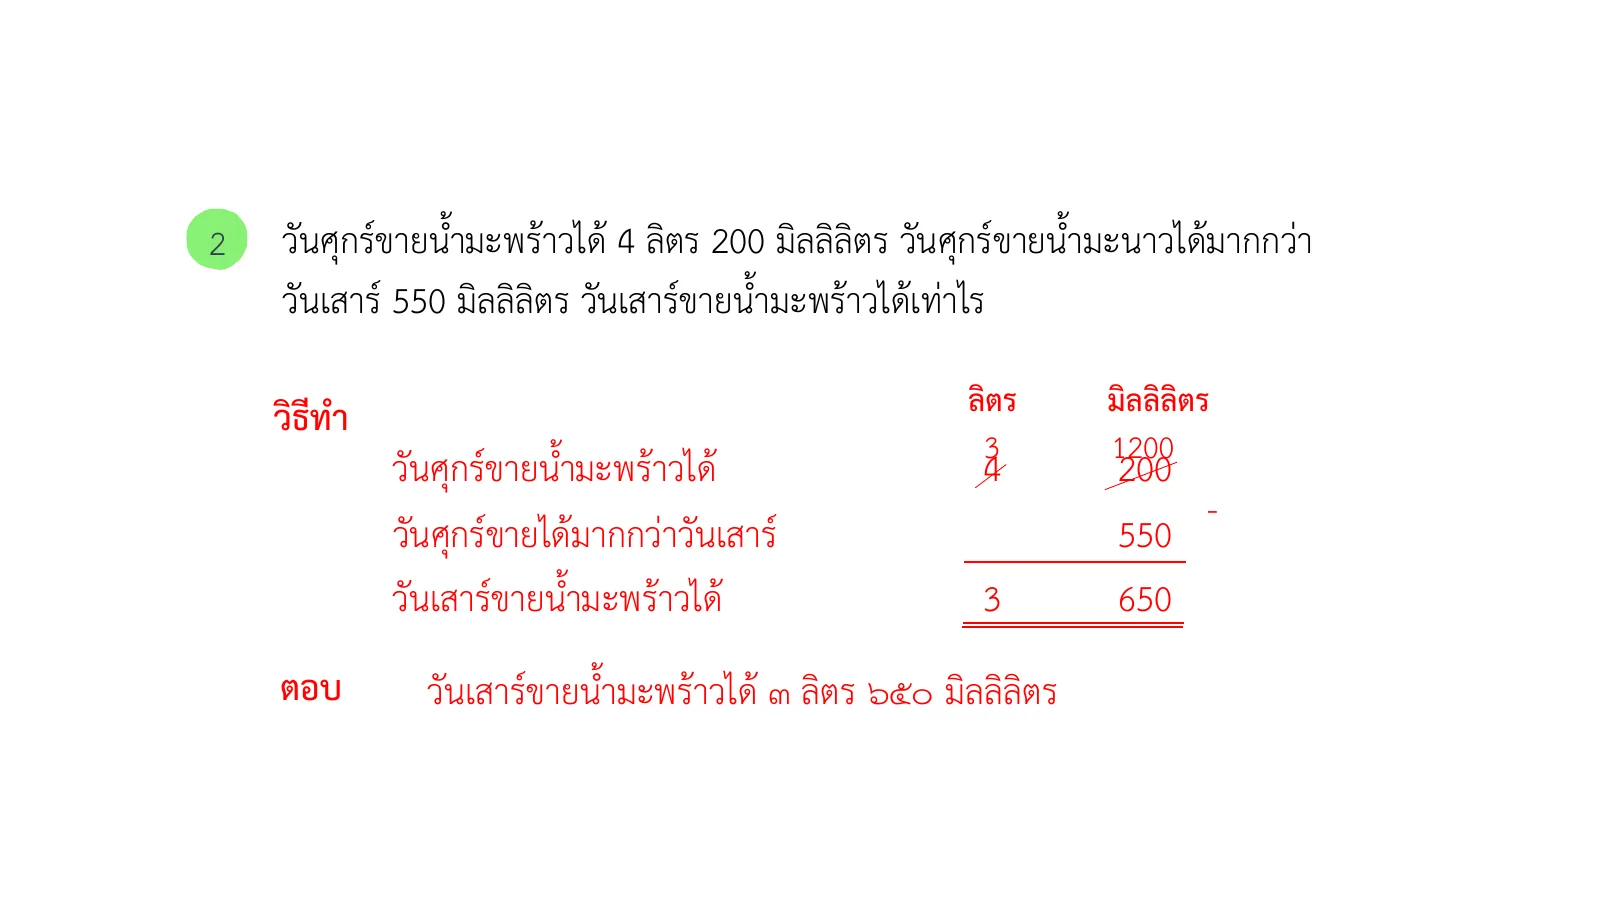 2 วันศุกร์ขายน้ำมะพร้าวได้ 4 ลิตร 200 มิลลิลิตร วันศุกร์ขายน้ำมะนาวได้มากกว่า
วันเสาร์ 550 มิลลิลิตร วันเสาร์ขายน้ำมะพร้าวได้เท่าไร
วิธีทำ ลิตร มิลลิลิตร
3 1200
วันศุกร์ขายน้ำมะพร้าวได้ 4 200
-
วันศุกร์ขายได้มากกว่าวันเสาร์ 550
วันเสาร์ขายน้ำมะพร้าวได้ 3 650
ตอบ วันเสาร์ขายน้ำมะพร้าวได้ ๓ ลิตร ๖๕๐ มิลลิลิตร